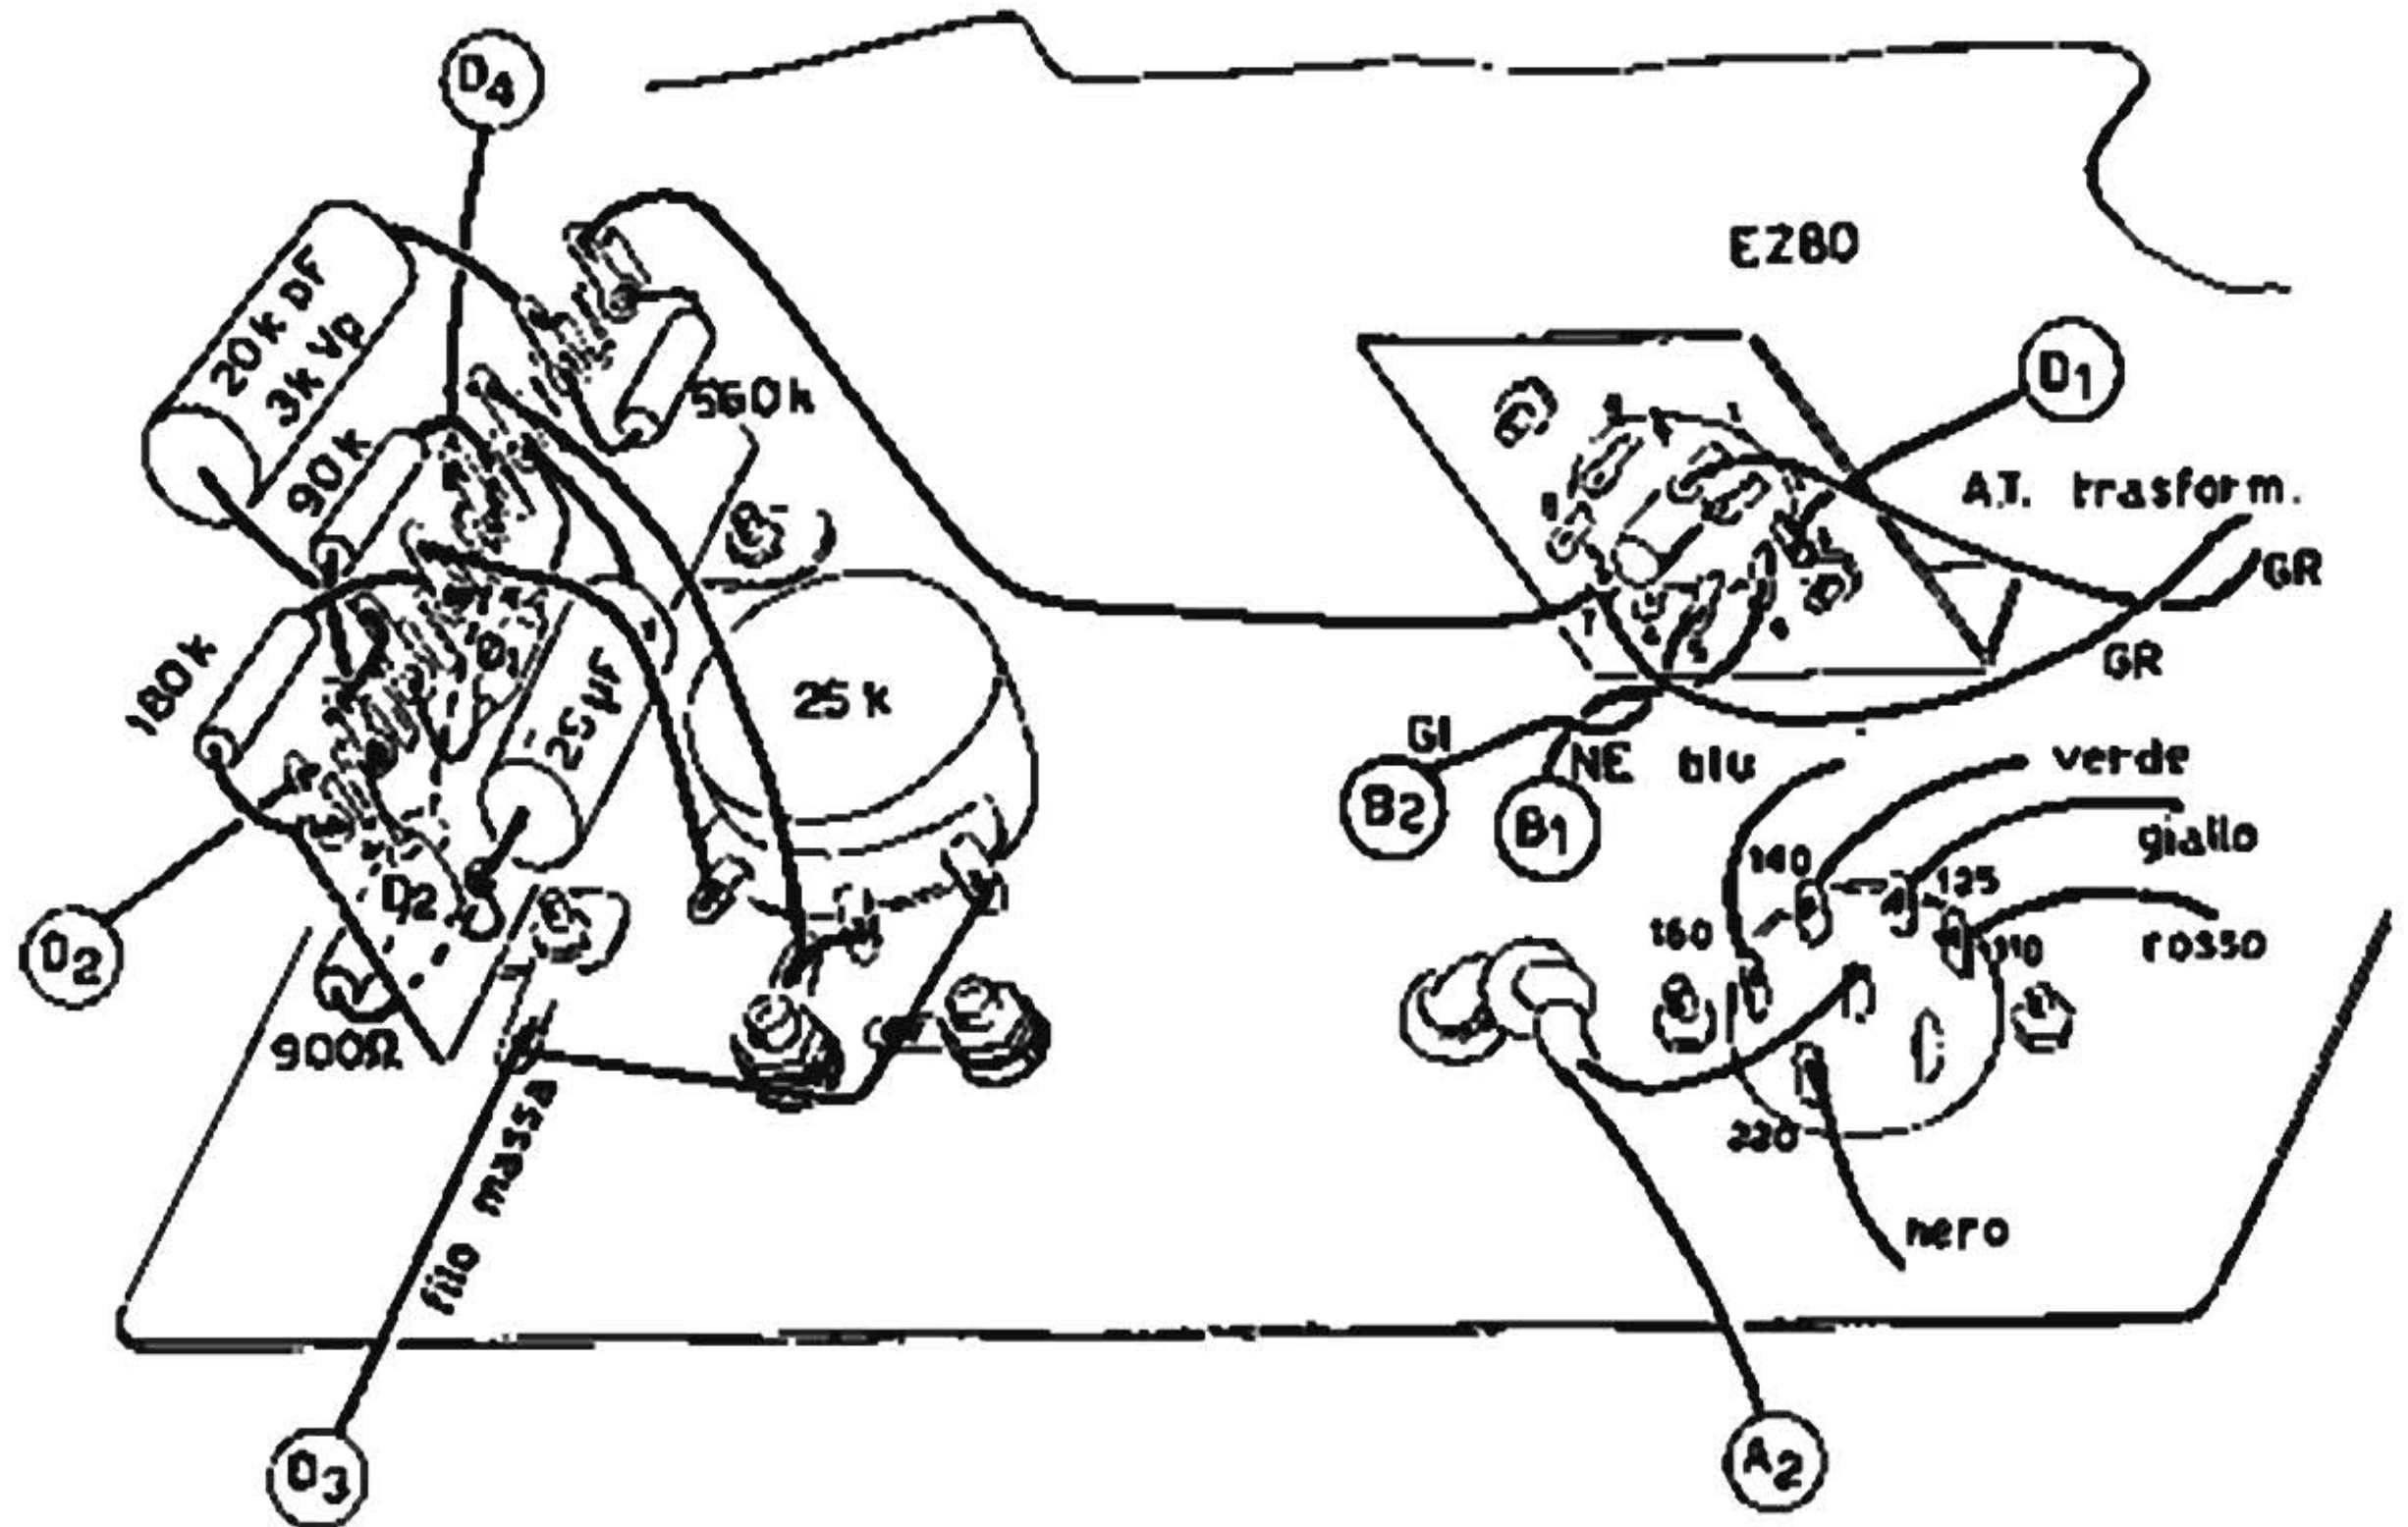 D4
EZ80
20k pF
3k Vp
D1
560k
A.T. trasform.
90k
GR
GR
D1
180k
25µF
25k
GI
NE
blu
verde
B2
B1
giallo
140
125
D2
160
110
rosso
D2
900Ω
filo massa
220
nero
D3
A2